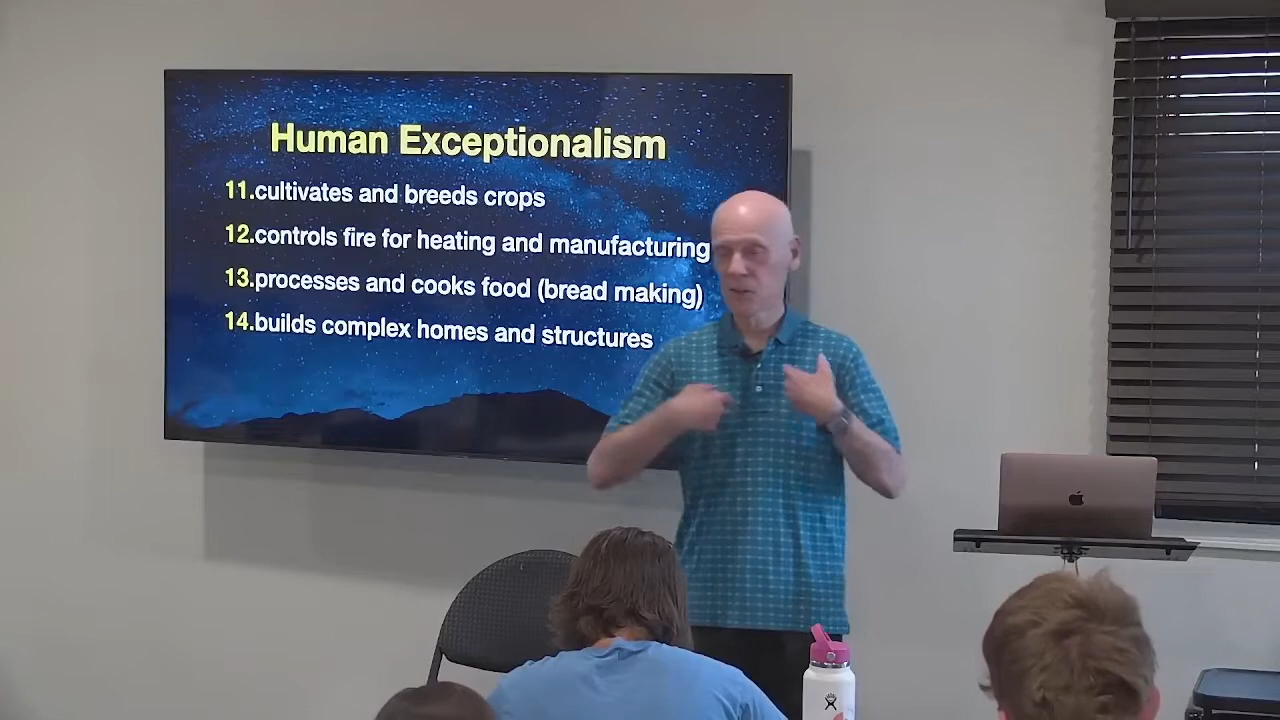 Human Exceptionalism
11.cultivates and breeds crops
12.controls fire for heating and manufacturing
13.processes and cooks food (bread making)
14.builds complex homes and structures